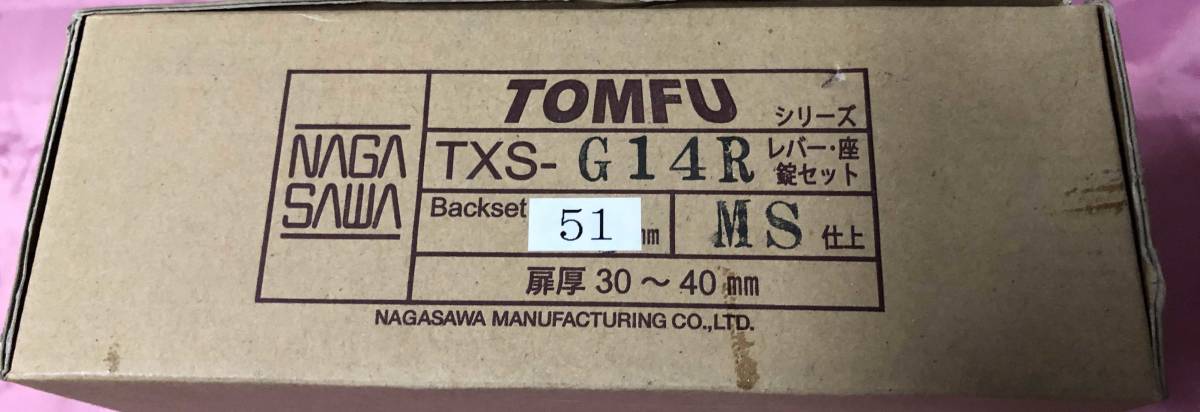 NAGA
SAWA
TOMFU シリーズ
TXS-G14R レバー・座
錠セット
Backset 51 mm MS 仕上
扉厚 30～40 mm
NAGASAWA MANUFACTURING CO.,LTD.